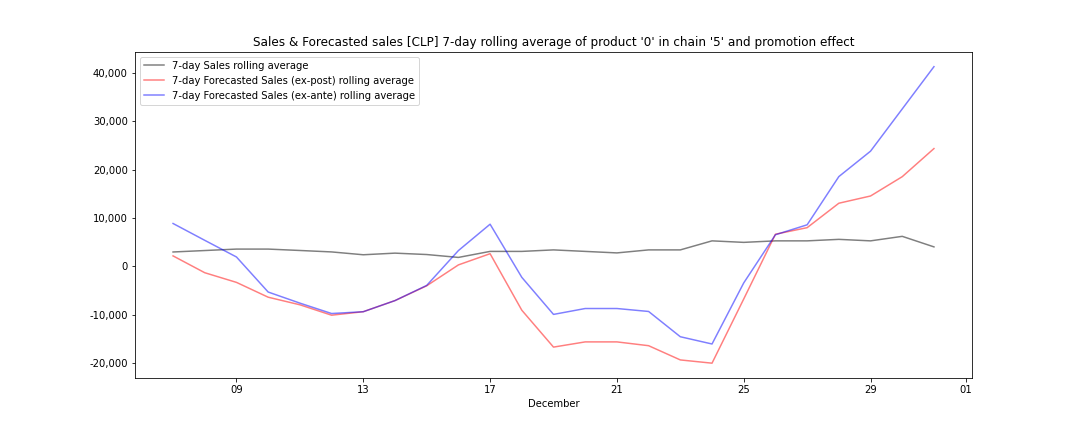 Sales & Forecasted sales [CLP] 7-day rolling average of product '0' in chain '5' and promotion effect
7-day Sales rolling average
7-day Forecasted Sales (ex-post) rolling average
7-day Forecasted Sales (ex-ante) rolling average
40,000
30,000
20,000
10,000
0
-10,000
-20,000
09 13 17 21 25 29 01
December